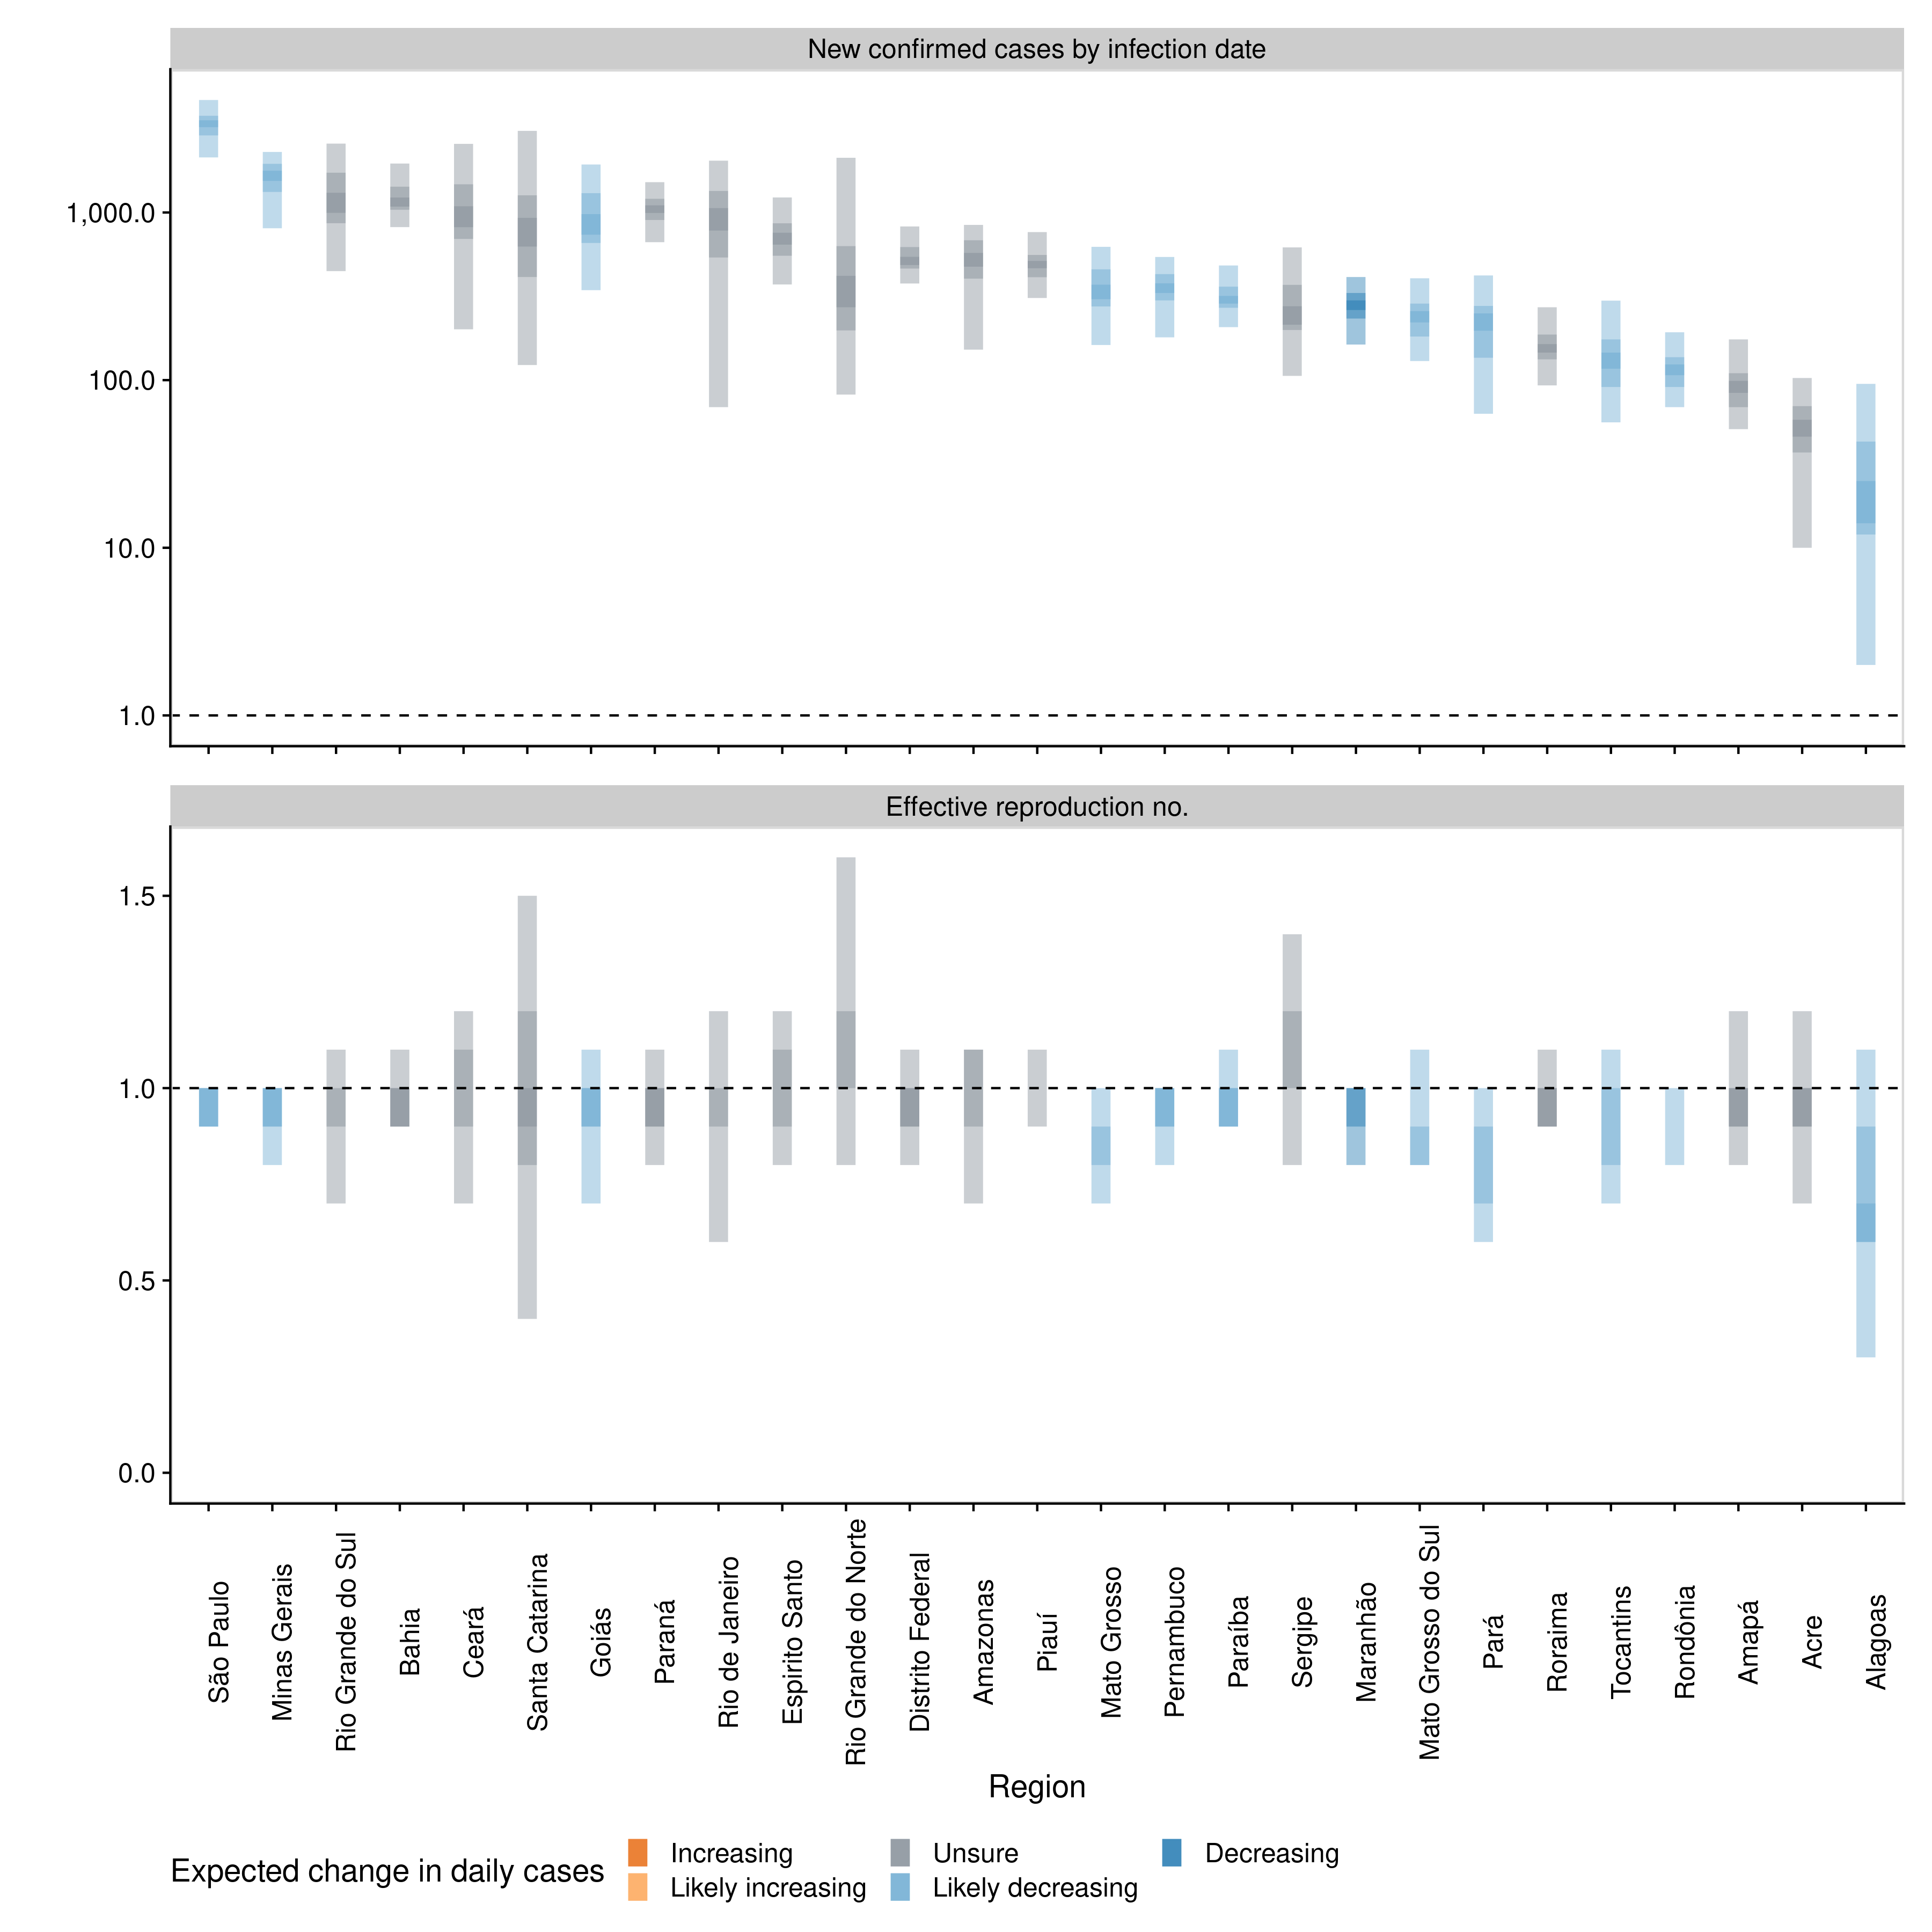 New confirmed cases by infection date
1,000.0
100.0
10.0
1.0
Effective reproduction no.
1.5
1.0
0.5
0.0
São Paulo
Minas Gerais
Rio Grande do Sul
Bahia
Ceará
Santa Catarina
Goiás
Paraná
Rio de Janeiro
Espirito Santo
Rio Grande do Norte
Distrito Federal
Amazonas
Piauí
Mato Grosso
Pernambuco
Paraíba
Sergipe
Maranhão
Mato Grosso do Sul
Pará
Roraima
Tocantins
Rondônia
Amapá
Acre
Alagoas
Region
Expected change in daily cases
Increasing
Likely increasing
Unsure
Likely decreasing
Decreasing